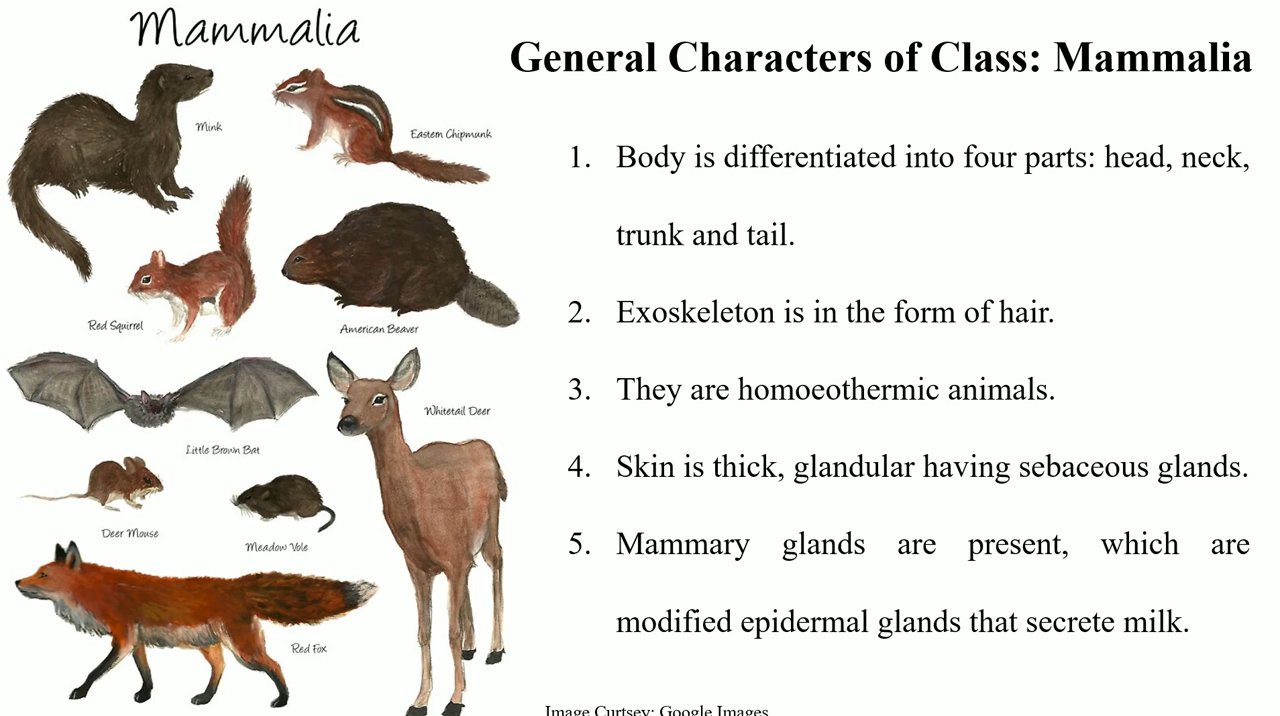 Mammalia
Mink
Eastern Chipmunk
Red Squirrel
American Beaver
Little Brown Bat
Whitetail Deer
Deer Mouse
Meadow Vole
Red Fox
General Characters of Class: Mammalia
1. Body is differentiated into four parts: head, neck,
trunk and tail.
2. Exoskeleton is in the form of hair.
3. They are homoeothermic animals.
4. Skin is thick, glandular having sebaceous glands.
5. Mammary glands are present, which are
modified epidermal glands that secrete milk.
Image Curtsey: Google Images